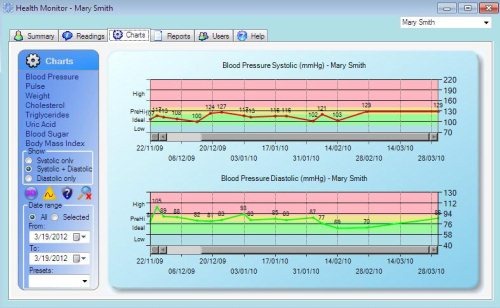 Health Monitor - Mary Smith
Mary Smith
Summary Readings Charts Reports Users Help
Charts
Blood Pressure
Pulse
Weight
Cholesterol
Triglycerides
Uric Acid
Blood Sugar
Body Mass Index
Show
Systolic only
Systolic + Diastolic
Diastolic only
Date range
All Selected
From:
3/19/2012
To:
3/19/2012
Presets:
Blood Pressure Systolic (mmHg) - Mary Smith
High
PreHi
Ideal
Low
220
190
160
130
100
70
117 113 108 100 124 127 117 113 116 116 102 121 103 129 129
22/11/09 20/12/09 17/01/10 14/02/10 14/03/10
06/12/09 03/01/10 31/01/10 28/02/10 28/03/10
Blood Pressure Diastolic (mmHg) - Mary Smith
High
PreHi
Ideal
Low
130
112
94
76
58
40
105 89 88 82 81 83 93 83 85 83 87 77 70
22/11/09 20/12/09 17/01/10 14/02/10 14/03/10
06/12/09 03/01/10 31/01/10 28/02/10 28/03/10